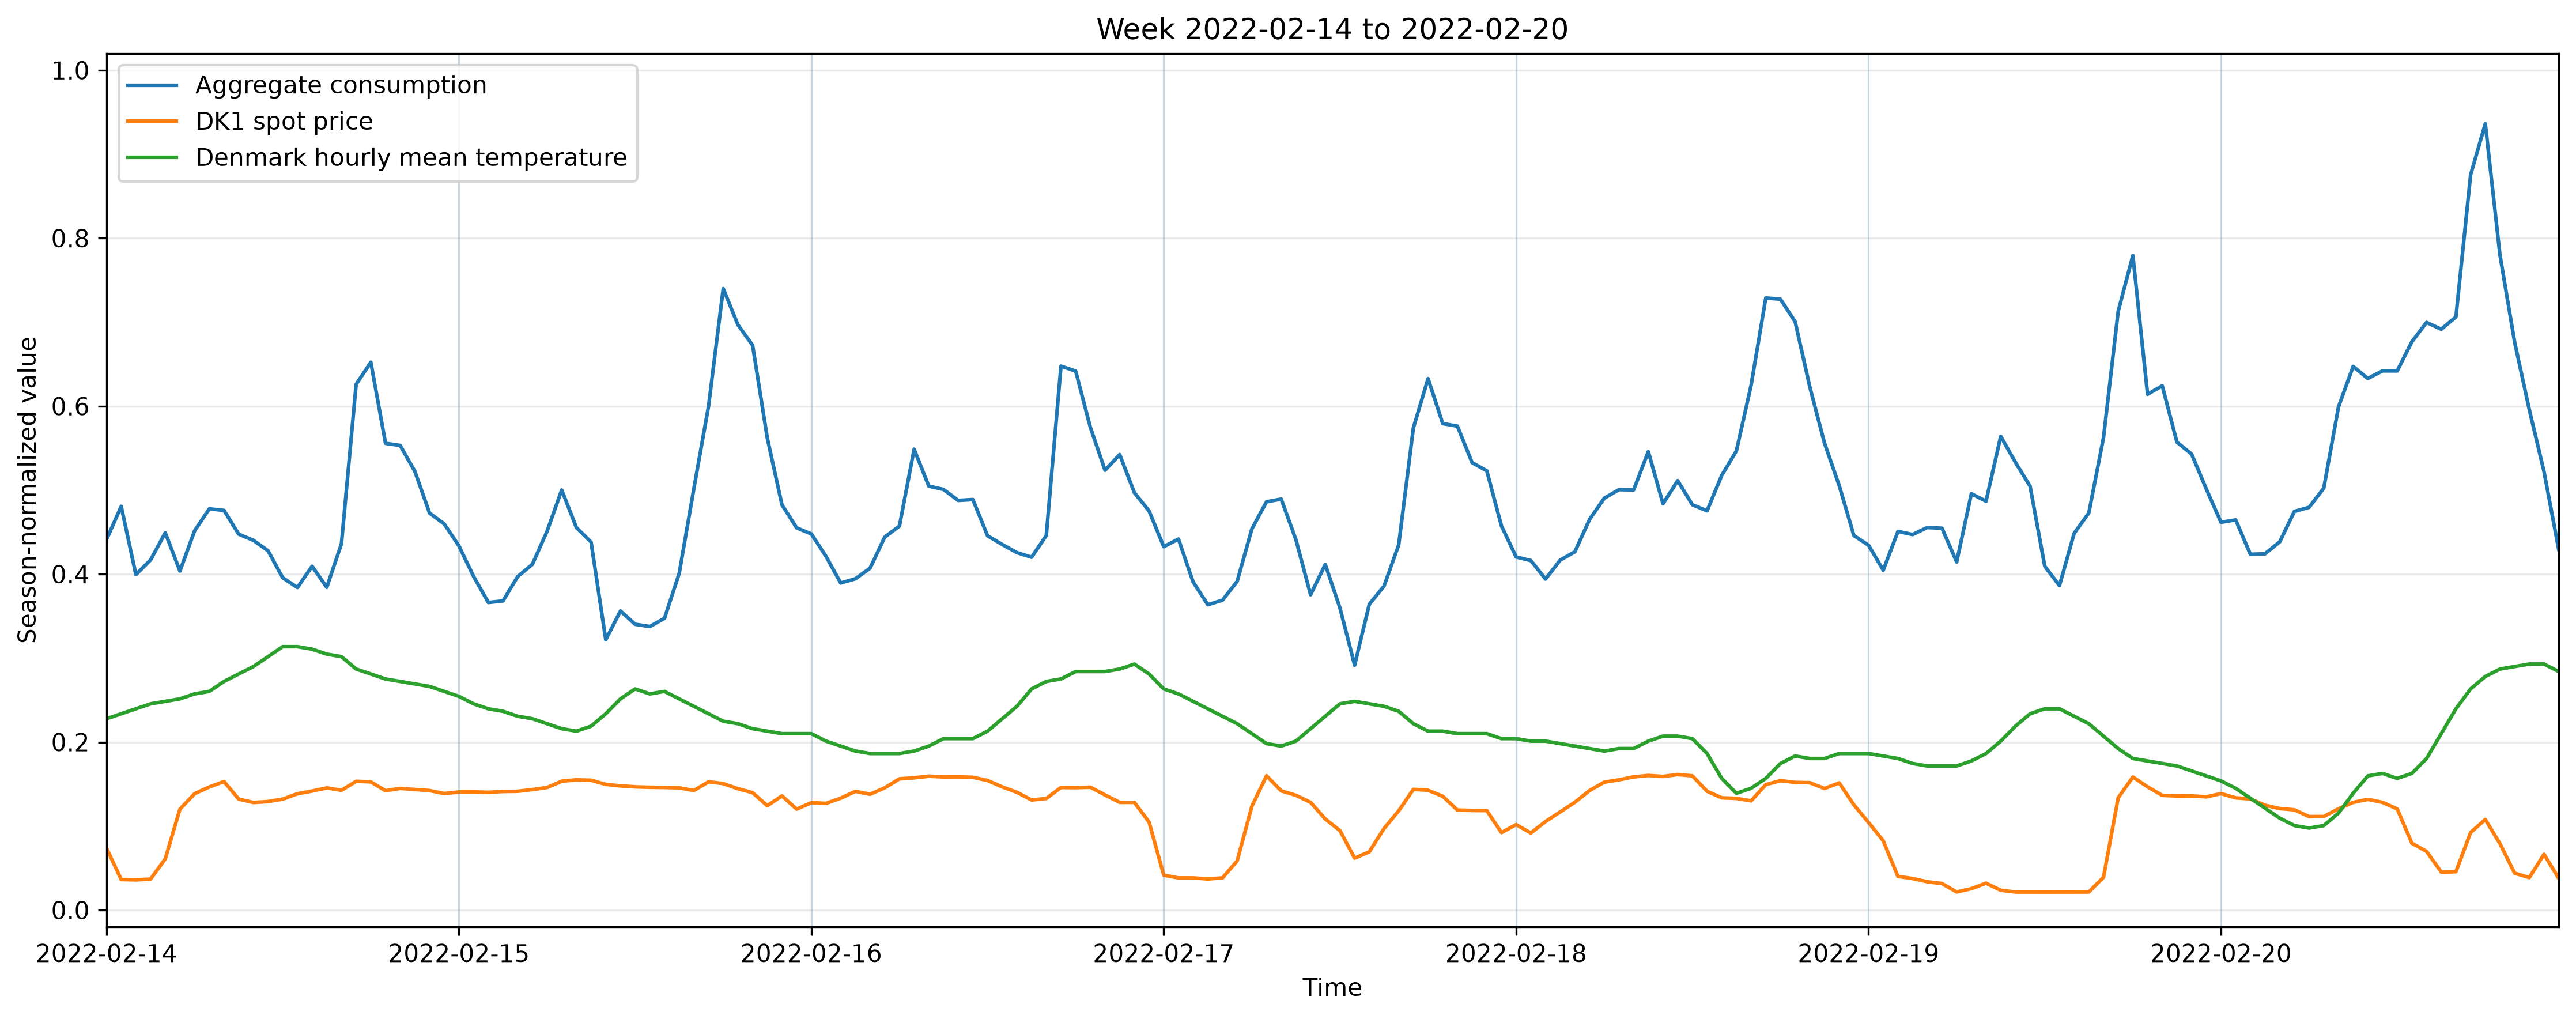 Week 2022-02-14 to 2022-02-20
Aggregate consumption
DK1 spot price
Denmark hourly mean temperature
Season-normalized value
1.0
0.8
0.6
0.4
0.2
0.0
2022-02-14 2022-02-15 2022-02-16 2022-02-17 2022-02-18 2022-02-19 2022-02-20
Time